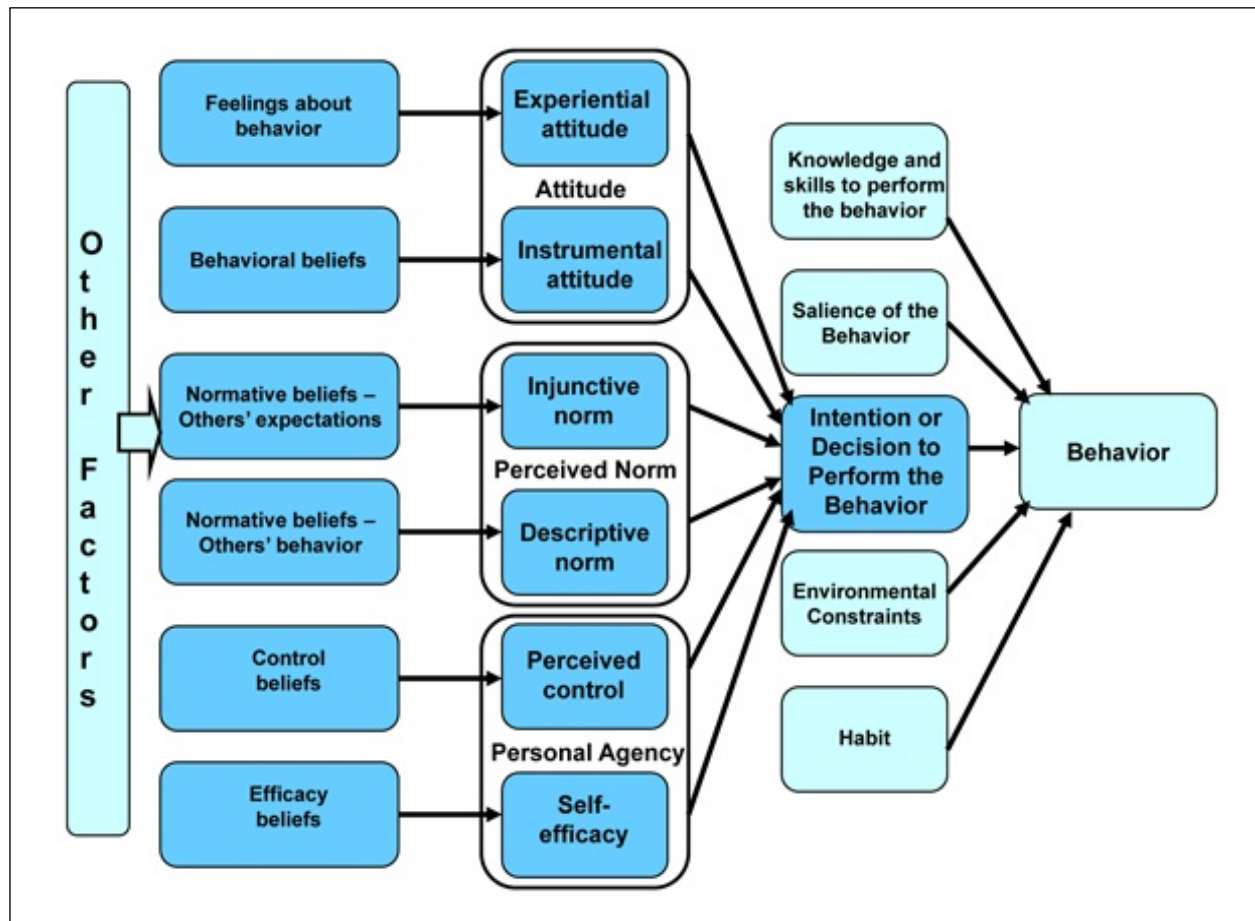 Other Factors
Feelings about
behavior
Behavioral beliefs
Normative beliefs –
Others’ expectations
Normative beliefs –
Others’ behavior
Control
beliefs
Efficacy
beliefs
Experiential
attitude
Attitude
Instrumental
attitude
Injunctive
norm
Perceived Norm
Descriptive
norm
Perceived
control
Personal Agency
Self-
efficacy
Knowledge and
skills to perform
the behavior
Salience of the
Behavior
Intention or
Decision to
Perform the
Behavior
Environmental
Constraints
Habit
Behavior